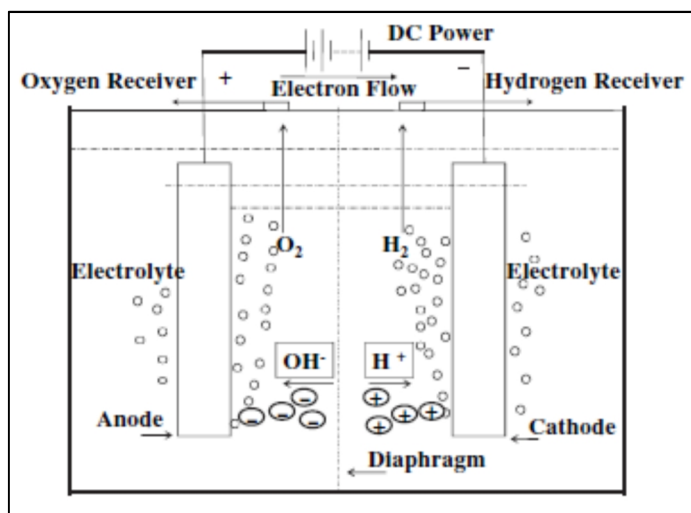 DC Power
Oxygen Receiver + − Hydrogen Receiver
Electron Flow
O₂ H₂
Electrolyte Electrolyte
OH⁻ H⁺
− − − + + +
Anode Cathode
Diaphragm